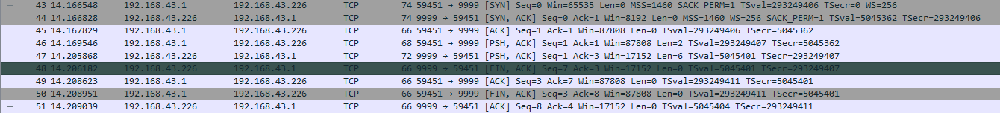 43 14.166548 192.168.43.1 192.168.43.226 TCP 74 59451 → 9999 [SYN] Seq=0 Win=65535 Len=0 MSS=1460 SACK_PERM=1 TSval=293249406 TSecr=0 WS=256
44 14.166828 192.168.43.226 192.168.43.1 TCP 74 9999 → 59451 [SYN, ACK] Seq=0 Ack=1 Win=8192 Len=0 MSS=1460 WS=256 SACK_PERM=1 TSval=5045362 TSecr=293249406
45 14.167829 192.168.43.1 192.168.43.226 TCP 66 59451 → 9999 [ACK] Seq=1 Ack=1 Win=87808 Len=0 TSval=293249406 TSecr=5045362
46 14.169546 192.168.43.1 192.168.43.226 TCP 68 59451 → 9999 [PSH, ACK] Seq=1 Ack=1 Win=87808 Len=2 TSval=293249407 TSecr=5045362
47 14.205868 192.168.43.226 192.168.43.1 TCP 72 9999 → 59451 [PSH, ACK] Seq=1 Ack=3 Win=17152 Len=6 TSval=5045401 TSecr=293249407
48 14.206182 192.168.43.226 192.168.43.1 TCP 66 9999 → 59451 [FIN, ACK] Seq=7 Ack=3 Win=17152 Len=0 TSval=5045401 TSecr=293249407
49 14.208623 192.168.43.1 192.168.43.226 TCP 66 59451 → 9999 [ACK] Seq=3 Ack=7 Win=87808 Len=0 TSval=293249411 TSecr=5045401
50 14.208951 192.168.43.1 192.168.43.226 TCP 66 59451 → 9999 [FIN, ACK] Seq=3 Ack=8 Win=87808 Len=0 TSval=293249411 TSecr=5045401
51 14.209039 192.168.43.226 192.168.43.1 TCP 66 9999 → 59451 [ACK] Seq=8 Ack=4 Win=17152 Len=0 TSval=5045404 TSecr=293249411